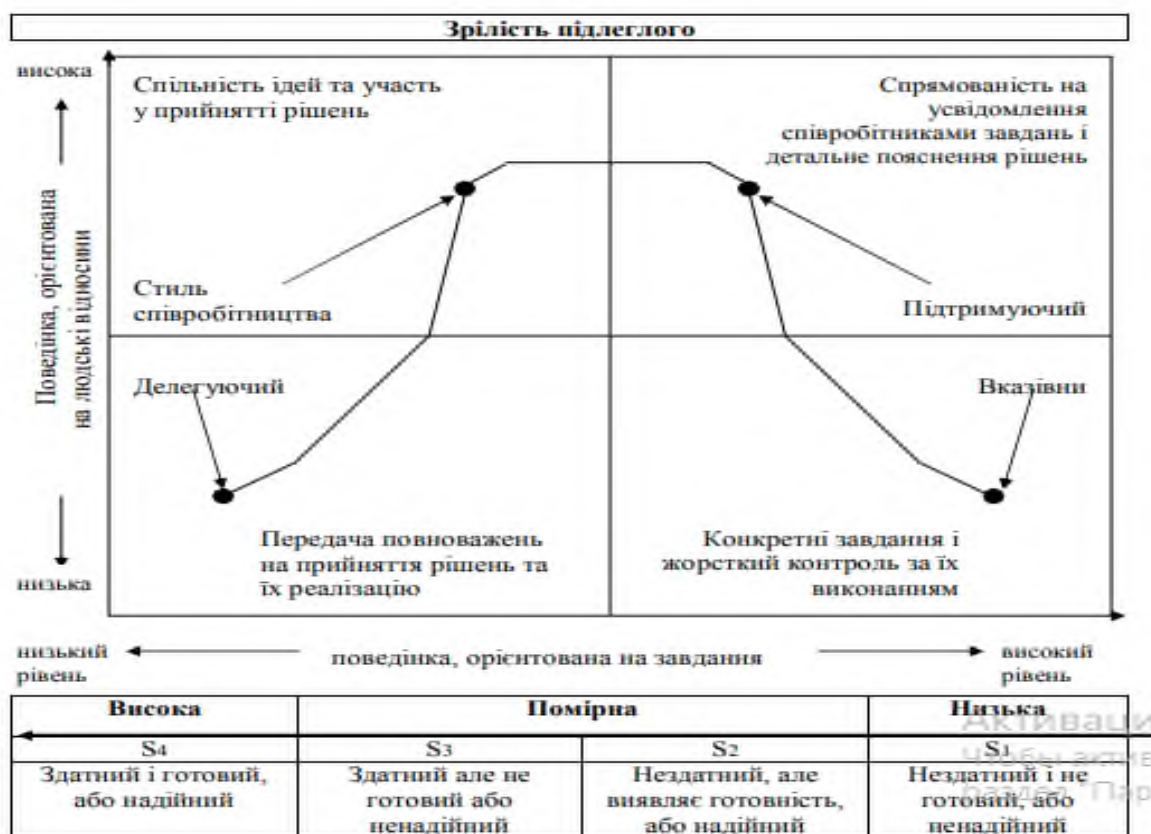 Зрілість підлеглого
висока
Спільність ідей та участь
у прийнятті рішень
Спрямованість на
усвідомлення
співробітниками завдань і
детальне пояснення рішень
Поведінка, орієнтована
на людські відносини
Стиль
співробітництва
Підтримуючий
Делегуючий
Вказівни
Передача повноважень
на прийняття рішень та
їх реалізацію
Конкретні завдання і
жорсткий контроль за їх
виконанням
низька
низький
рівень
поведінка, орієнтована на завдання
високий
рівень
Висока
Помірна
Низька
Активаци
S4
S3
S2
S1
Чтобы актив
раздел "Пар
Здатний і готовий,
або надійний
Здатний але не
готовий або
ненадійний
Нездатний, але
виявляє готовність,
або надійний
Нездатний і не
готовий, або
ненадійний